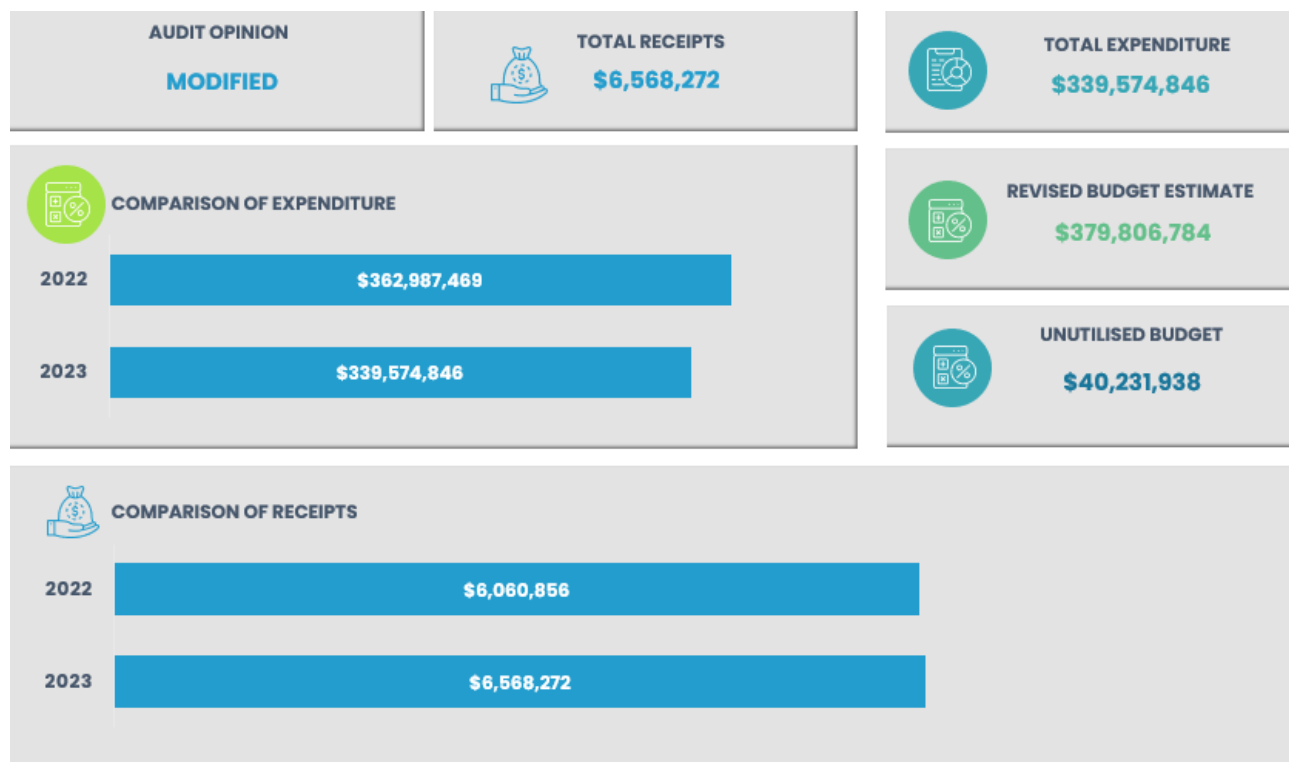 AUDIT OPINION
MODIFIED
TOTAL RECEIPTS
$6,568,272
TOTAL EXPENDITURE
$339,574,846
COMPARISON OF EXPENDITURE
2022
$362,987,469
2023
$339,574,846
REVISED BUDGET ESTIMATE
$379,806,784
UNUTILISED BUDGET
$40,231,938
COMPARISON OF RECEIPTS
2022
$6,060,856
2023
$6,568,272